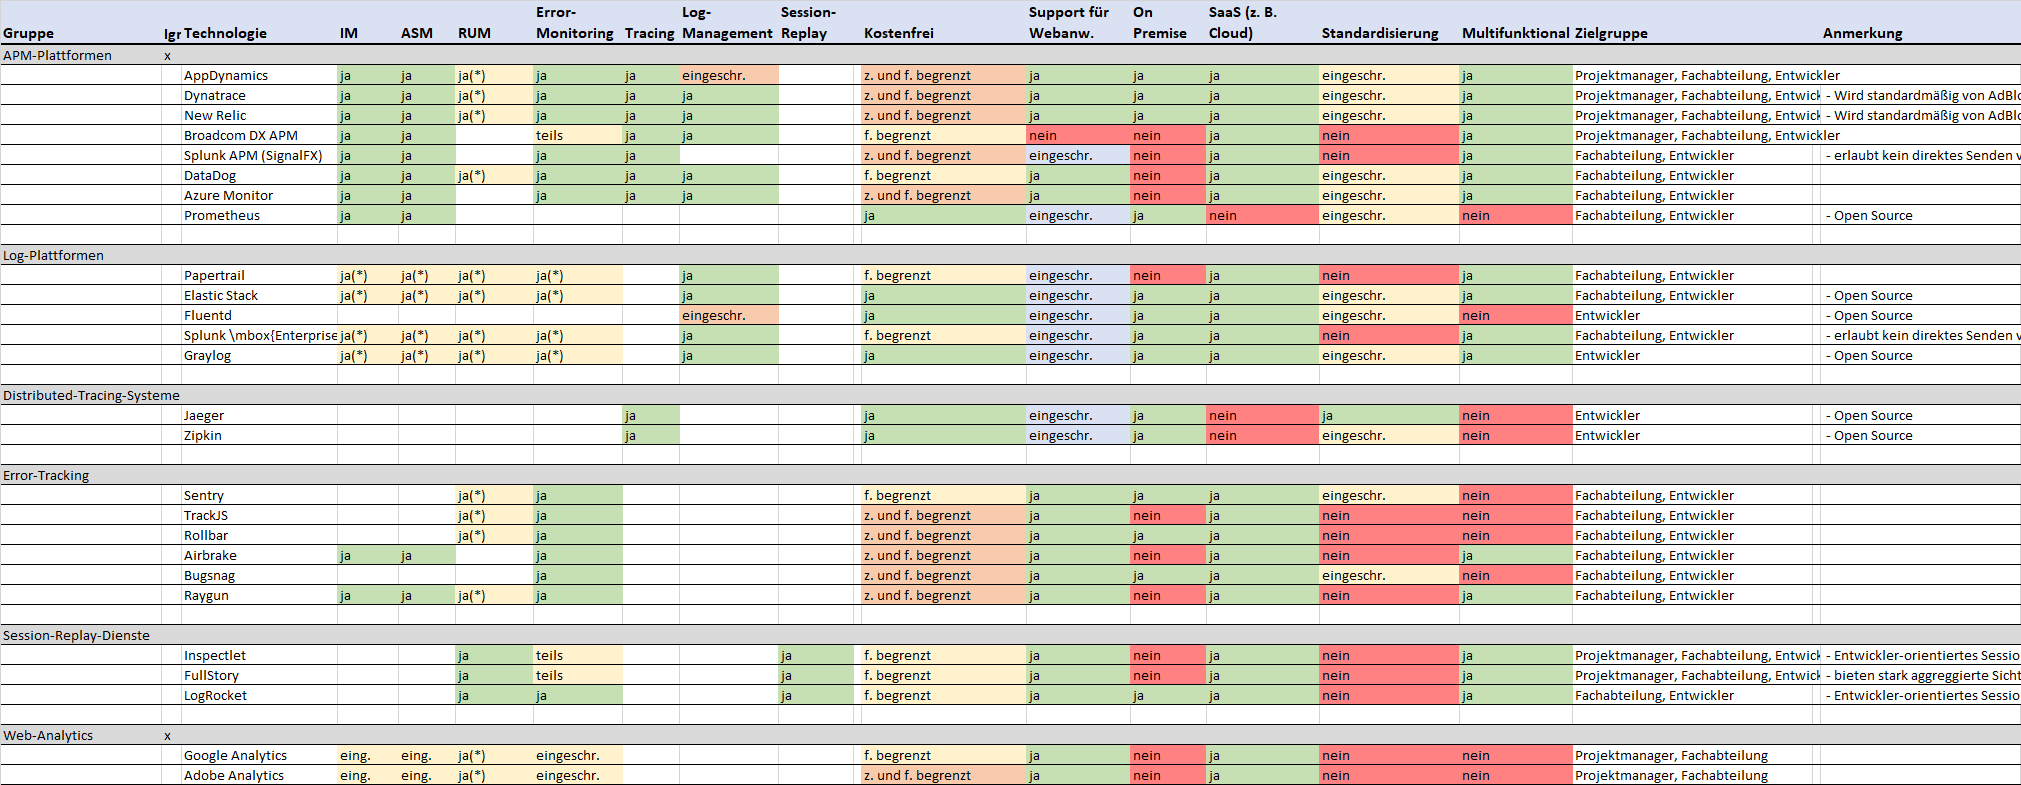 Gruppe Igr Technologie IM ASM RUM Error-Monitoring Tracing Log-Management Session-Replay Kostenfrei Support für Webanw. On Premise SaaS (z. B. Cloud) Standardisierung Multifunktional Zielgruppe Anmerkung
APM-Plattformen x
AppDynamics ja ja ja(*) ja ja eingeschr. z. und f. begrenzt ja ja ja eingeschr. ja Projektmanager, Fachabteilung, Entwickler
Dynatrace ja ja ja(*) ja ja ja z. und f. begrenzt ja ja ja eingeschr. ja Projektmanager, Fachabteilung, Entwick - Wird standardmäßig von AdBlo
New Relic ja ja ja(*) ja ja ja z. und f. begrenzt ja ja ja eingeschr. ja Projektmanager, Fachabteilung, Entwick - Wird standardmäßig von AdBlo
Broadcom DX APM ja ja teils ja ja f. begrenzt nein nein ja nein ja Projektmanager, Fachabteilung, Entwickler
Splunk APM (SignalFX) ja ja ja ja z. und f. begrenzt eingeschr. nein ja nein ja Fachabteilung, Entwickler - erlaubt kein direktes Senden v
DataDog ja ja ja(*) ja ja ja f. begrenzt ja nein ja eingeschr. ja Fachabteilung, Entwickler
Azure Monitor ja ja ja ja ja z. und f. begrenzt ja nein ja eingeschr. ja Fachabteilung, Entwickler
Prometheus ja ja ja eingeschr. ja nein eingeschr. nein Fachabteilung, Entwickler - Open Source
Log-Plattformen
Papertrail ja(*) ja(*) ja(*) ja(*) ja f. begrenzt eingeschr. nein ja nein ja Fachabteilung, Entwickler
Elastic Stack ja(*) ja(*) ja(*) ja(*) ja ja eingeschr. ja ja eingeschr. ja Fachabteilung, Entwickler - Open Source
Fluentd eingeschr. ja eingeschr. ja ja eingeschr. nein Entwickler - Open Source
Splunk \mbox{Enterprise ja(*) ja(*) ja(*) ja(*) ja f. begrenzt eingeschr. ja ja nein ja Fachabteilung, Entwickler - erlaubt kein direktes Senden v
Graylog ja(*) ja(*) ja(*) ja(*) ja ja eingeschr. ja ja eingeschr. ja Entwickler - Open Source
Distributed-Tracing-Systeme
Jaeger ja ja eingeschr. ja nein ja nein Entwickler - Open Source
Zipkin ja ja eingeschr. ja nein eingeschr. nein Entwickler - Open Source
Error-Tracking
Sentry ja(*) ja f. begrenzt ja ja ja eingeschr. nein Fachabteilung, Entwickler
TrackJS ja(*) ja z. und f. begrenzt ja nein ja nein nein Fachabteilung, Entwickler
Rollbar ja(*) ja z. und f. begrenzt ja ja ja nein nein Fachabteilung, Entwickler
Airbrake ja ja ja z. und f. begrenzt ja nein ja nein ja Fachabteilung, Entwickler
Bugsnag ja z. und f. begrenzt ja ja ja eingeschr. nein Fachabteilung, Entwickler
Raygun ja ja ja(*) ja z. und f. begrenzt ja nein ja nein ja Fachabteilung, Entwickler
Session-Replay-Dienste
Inspectlet ja teils ja f. begrenzt ja nein ja nein ja Projektmanager, Fachabteilung, Entwick - Entwickler-orientiertes Sessio
FullStory ja teils ja f. begrenzt ja nein ja nein ja Projektmanager, Fachabteilung, Entwick - bieten stark aggreggierte Sicht
LogRocket ja ja ja f. begrenzt ja ja ja nein ja Fachabteilung, Entwickler - Entwickler-orientiertes Sessio
Web-Analytics x
Google Analytics eing. eing. ja(*) eingeschr. f. begrenzt ja nein ja nein nein Projektmanager, Fachabteilung
Adobe Analytics eing. eing. ja(*) eingeschr. z. und f. begrenzt ja nein ja nein nein Projektmanager, Fachabteilung